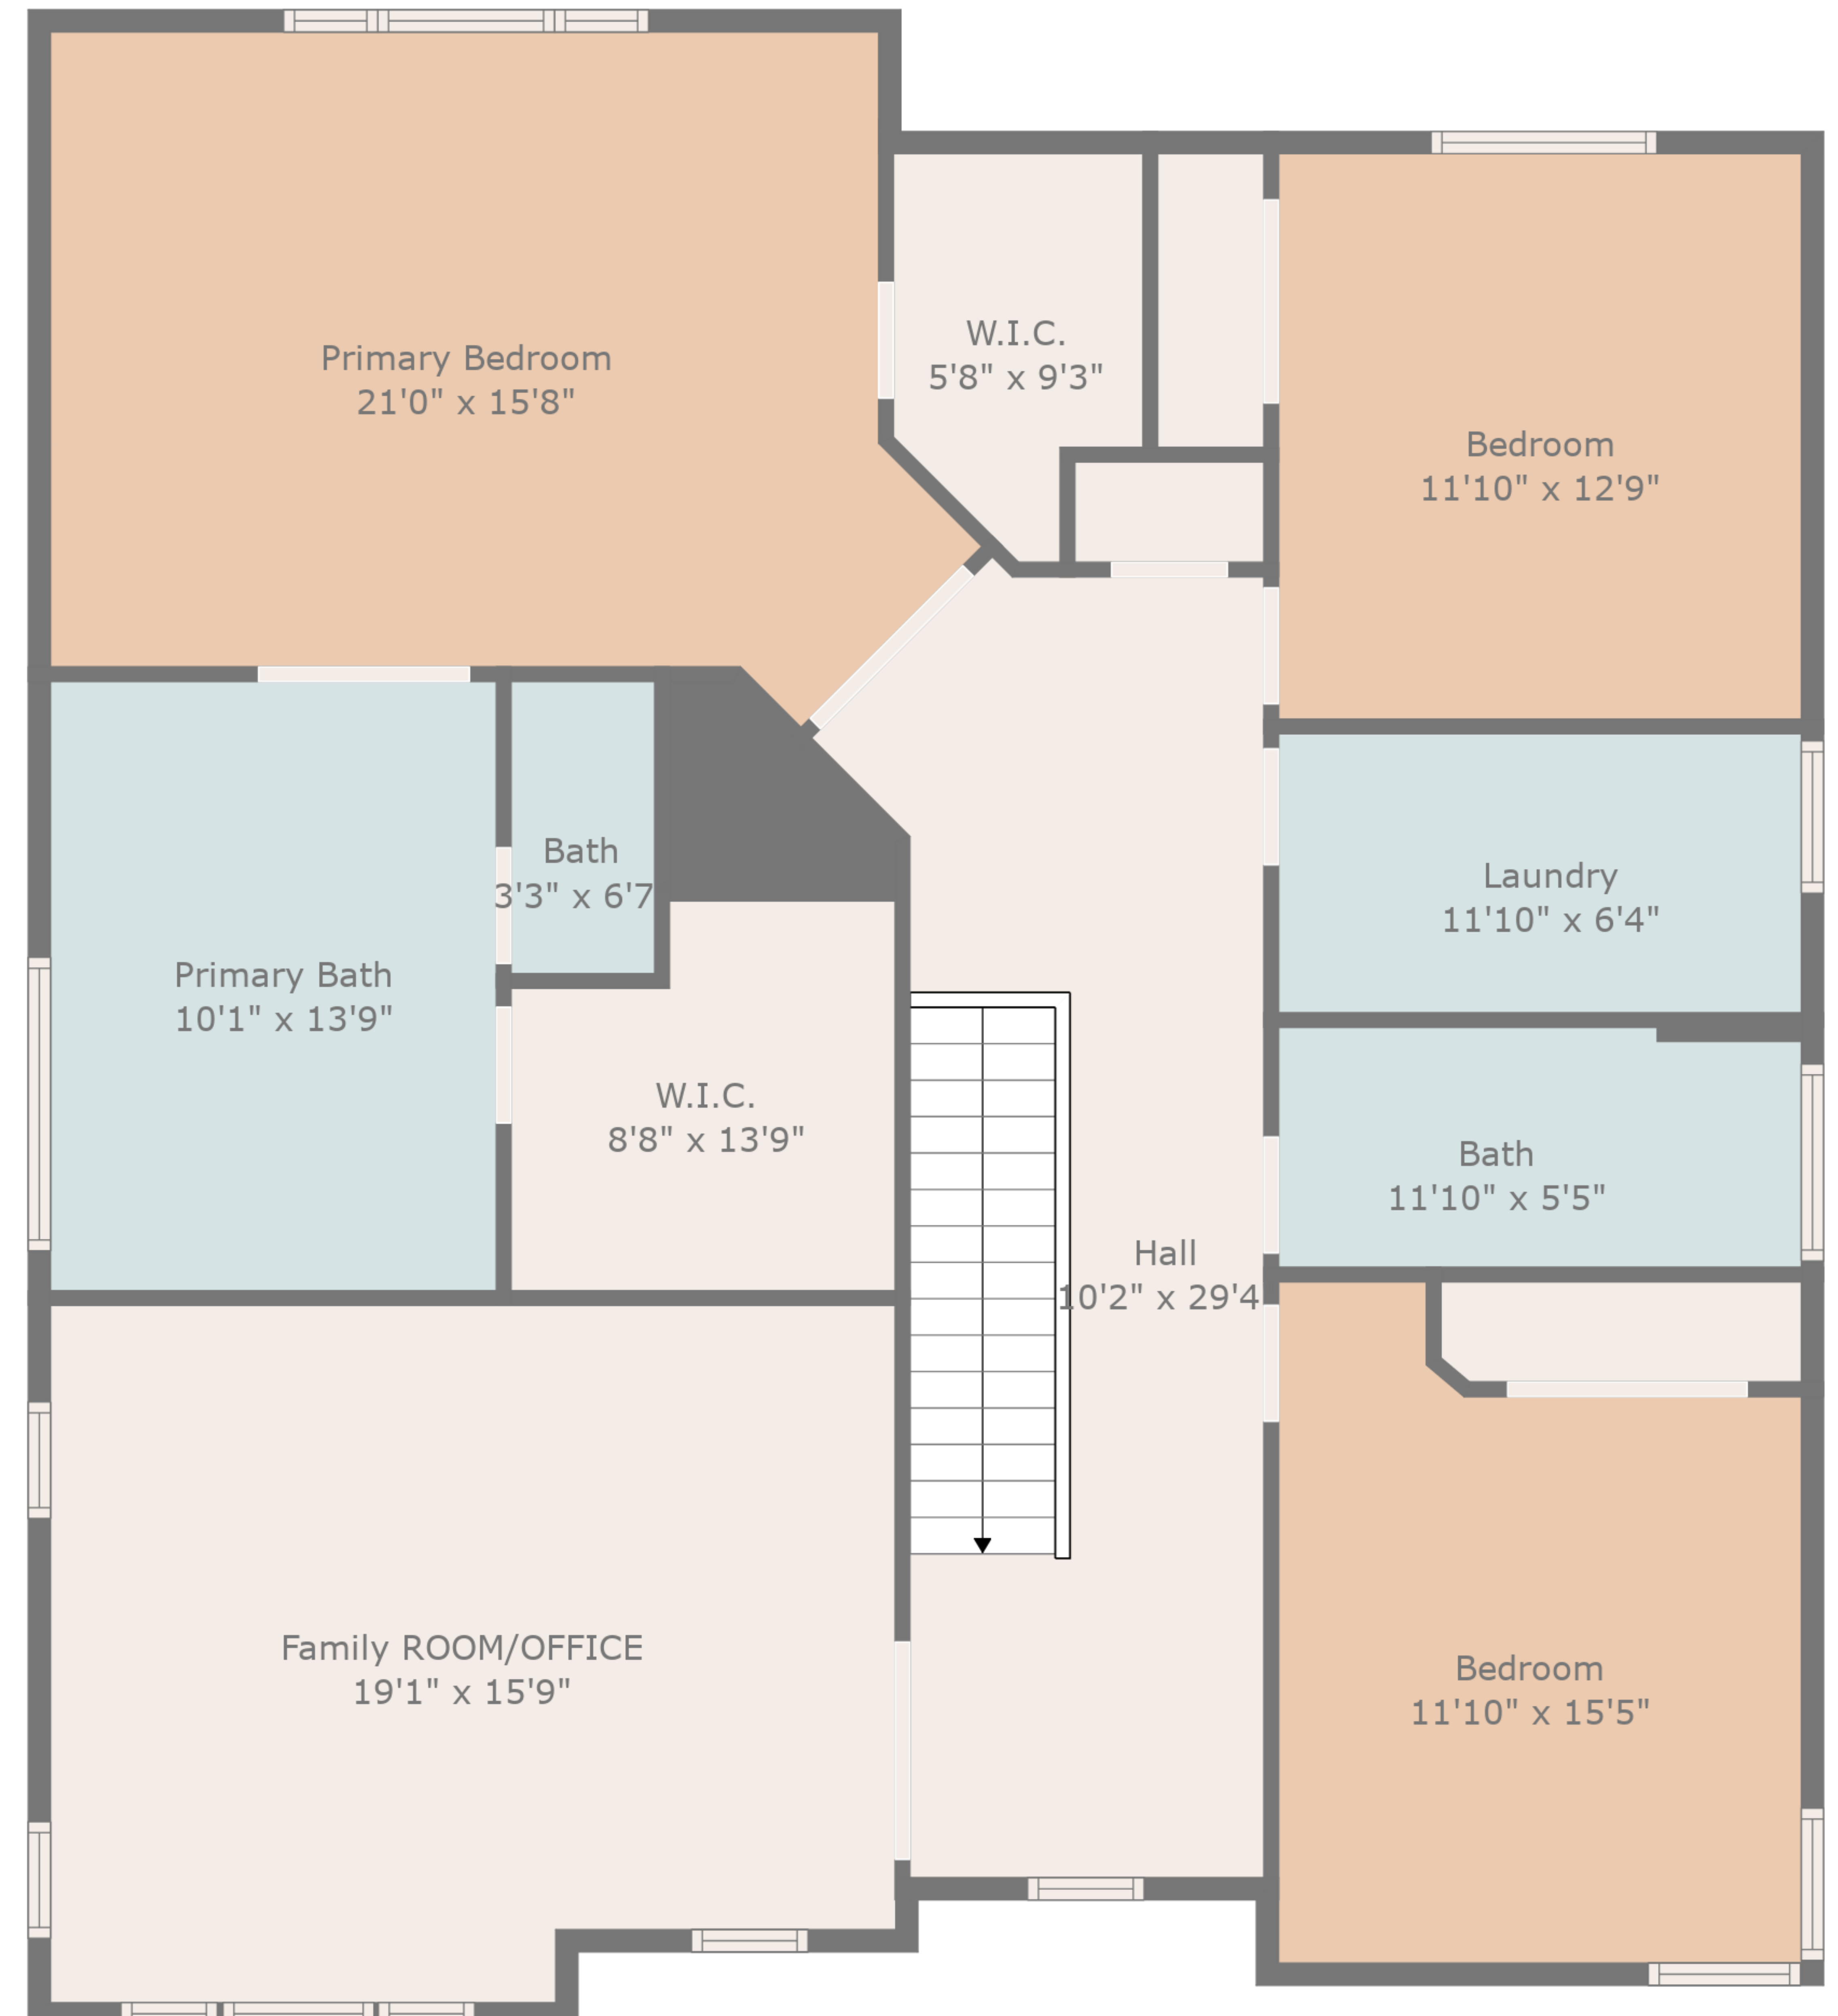 Primary Bedroom
21'0" x 15'8"
W.I.C.
5'8" x 9'3"
Bedroom
11'10" x 12'9"
Bath
3'3" x 6'7
Laundry
11'10" x 6'4"
Primary Bath
10'1" x 13'9"
W.I.C.
8'8" x 13'9"
Bath
11'10" x 5'5"
Hall
10'2" x 29'4
Family ROOM/OFFICE
19'1" x 15'9"
Bedroom
11'10" x 15'5"